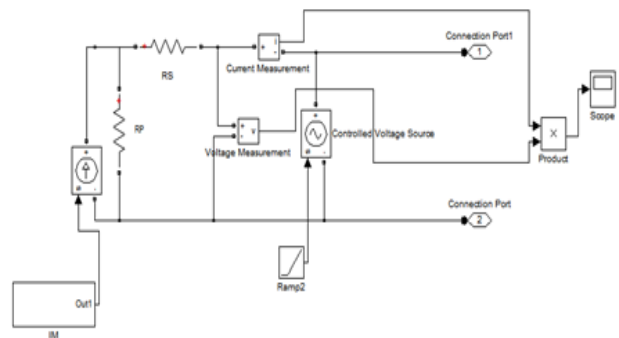 Connection Port1
1
i
+
-
Current Measurement
RS
Scope
RP
+
-
v
Voltage Measurement
Controlled Voltage Source
X
Product
Connection Port
2
Ramp2
Out1
IM